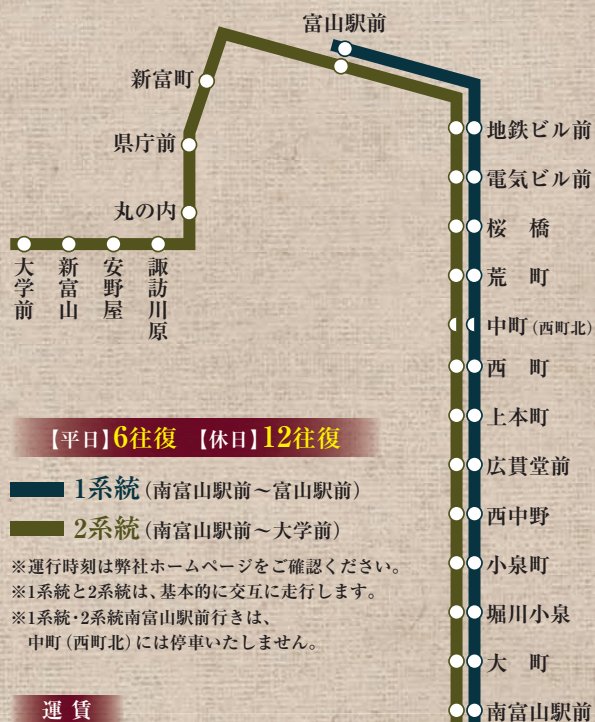 富山駅前
新富町
県庁前
丸の内
大学前
新富山
安野屋
諏訪川原
地鉄ビル前
電気ビル前
桜　橋
荒　町
中町（西町北）
西　町
上本町
広貫堂前
西中野
小泉町
堀川小泉
大　町
南富山駅前
【平日】6往復 【休日】12往復
1系統（南富山駅前～富山駅前）
2系統（南富山駅前～大学前）
※運行時刻は弊社ホームページをご確認ください。
※1系統と2系統は、基本的に交互に走行します。
※1系統・2系統南富山駅前行きは、
中町（西町北）には停車いたしません。
運 賃